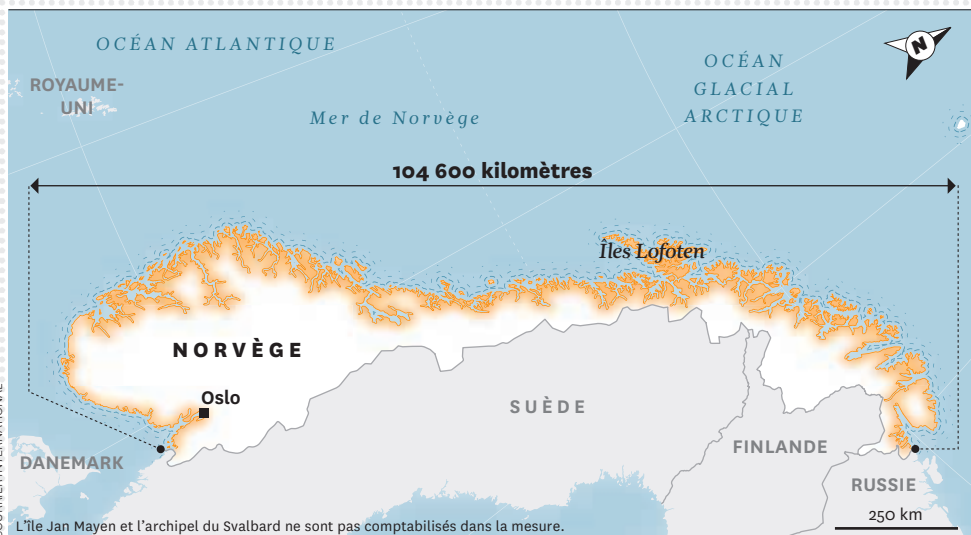 OCÉAN ATLANTIQUE
N
ROYAUME-
UNI
OCÉAN
GLACIAL
ARCTIQUE
Mer de Norvège
104 600 kilomètres
Îles Lofoten
NORVÈGE
Oslo
SUÈDE
FINLANDE
DANEMARK
RUSSIE
250 km
L’île Jan Mayen et l’archipel du Svalbard ne sont pas comptabilisés dans la mesure.